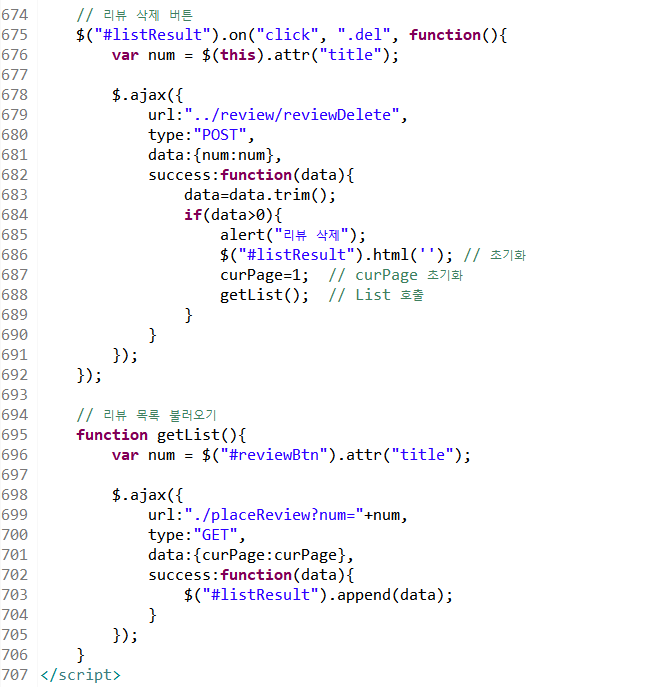 674 // 리뷰 삭제 버튼
675 $("#listResult").on("click", ".del", function(){
676 var num = $(this).attr("title");
677
678 $.ajax({
679 url:"../review/reviewDelete",
680 type:"POST",
681 data:{num:num},
682 success:function(data){
683 data=data.trim();
684 if(data>0){
685 alert("리뷰 삭제");
686 $("#listResult").html(''); // 초기화
687 curPage=1; // curPage 초기화
688 getList(); // List 호출
689 }
690 }
691 });
692 });
693
694 // 리뷰 목록 불러오기
695 function getList(){
696 var num = $("#reviewBtn").attr("title");
697
698 $.ajax({
699 url:"./placeReview?num="+num,
700 type:"GET",
701 data:{curPage:curPage},
702 success:function(data){
703 $("#listResult").append(data);
704 }
705 });
706 }
707 </script>